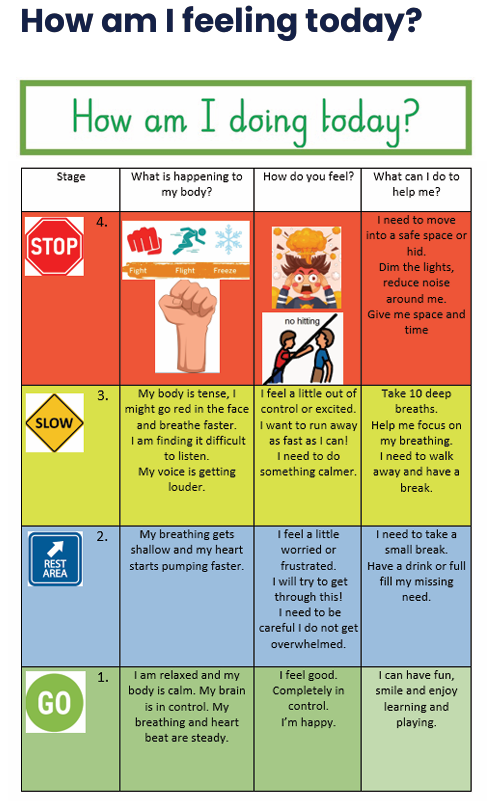 How am I feeling today?
How am I doing today?
Stage
What is happening to
my body?
How do you feel?
What can I do to
help me?
STOP
4.
Fight Flight Freeze
no hitting
I need to move
into a safe space or
hid.
Dim the lights,
reduce noise
around me.
Give me space and
time
SLOW
3.
My body is tense, I
might go red in the face
and breathe faster.
I am finding it difficult
to listen.
My voice is getting
louder.
I feel a little out of
control or excited.
I want to run away
as fast as I can!
I need to do
something calmer.
Take 10 deep
breaths.
Help me focus on
my breathing.
I need to walk
away and have a
break.
REST
AREA
2.
My breathing gets
shallow and my heart
starts pumping faster.
I feel a little
worried or
frustrated.
I will try to get
through this!
I need to be
careful I do not get
overwhelmed.
I need to take a
small break.
Have a drink or full
fill my missing
need.
GO
1.
I am relaxed and my
body is calm. My brain
is in control. My
breathing and heart
beat are steady.
I feel good.
Completely in
control.
I'm happy.
I can have fun,
smile and enjoy
learning and
playing.